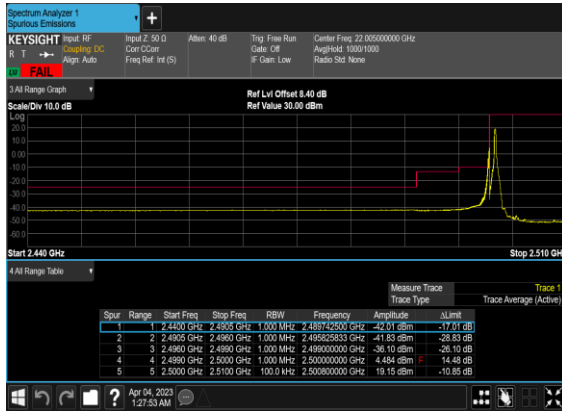 Spectrum Analyzer 1
Spurious Emissions
+
KEYSIGHT Input: RF Input Z: 50 Ω Atten: 40 dB Trig: Free Run Center Freq: 22.005000000 GHz
R T Coupling: DC Corr CCorr Gate: Off Avg|Hold: 1000/1000
Align: Auto Freq Ref: Int (S) IF Gain: Low Radio Std: None
LV FAIL
3 All Range Graph
Ref Lvl Offset 8.40 dB
Scale/Div 10.0 dB Ref Value 30.00 dBm
Log
20.0
10.0
0.00
-10.0
-20.0
-30.0
-40.0
-50.0
-60.0
Start 2.440 GHz Stop 2.510 GH
4 All Range Table
Measure Trace Trace 1
Trace Type Trace Average (Active)
Spur Range Start Freq Stop Freq RBW Frequency Amplitude ΔLimit
1 1 2.4400 GHz 2.4905 GHz 1.000 MHz 2.489742500 GHz -42.01 dBm -17.01 dB
2 2 2.4905 GHz 2.4960 GHz 1.000 MHz 2.495825833 GHz -41.83 dBm -28.83 dB
3 3 2.4960 GHz 2.4990 GHz 1.000 MHz 2.499000000 GHz -36.10 dBm -26.10 dB
4 4 2.4990 GHz 2.5000 GHz 1.000 MHz 2.500000000 GHz 4.484 dBm F 14.48 dB
5 5 2.5000 GHz 2.5100 GHz 100.0 kHz 2.500800000 GHz 19.15 dBm -10.85 dB
? Apr 04, 2023
1:27:53 AM